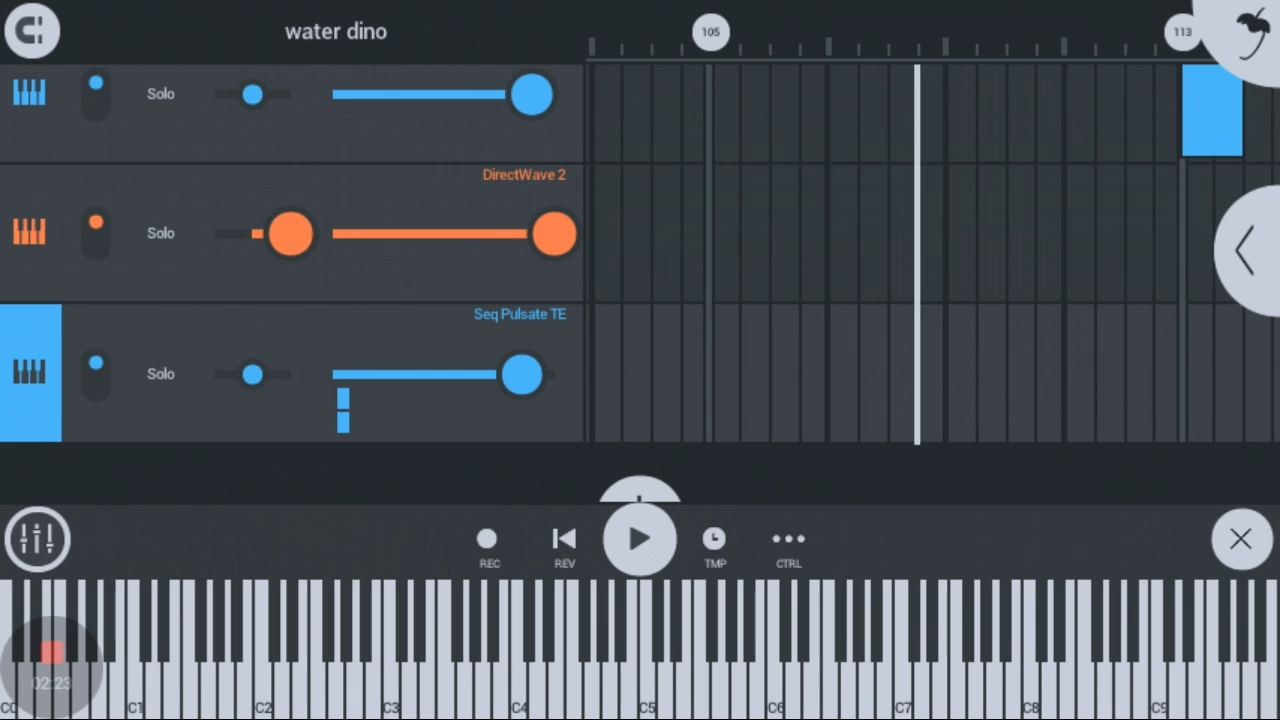 water dino
105
113
Solo
DirectWave 2
Solo
Seq Pulsate TE
Solo
REC
REV
TMP
CTRL
02:23
C0
C1
C2
C3
C4
C5
C6
C7
C8
C9